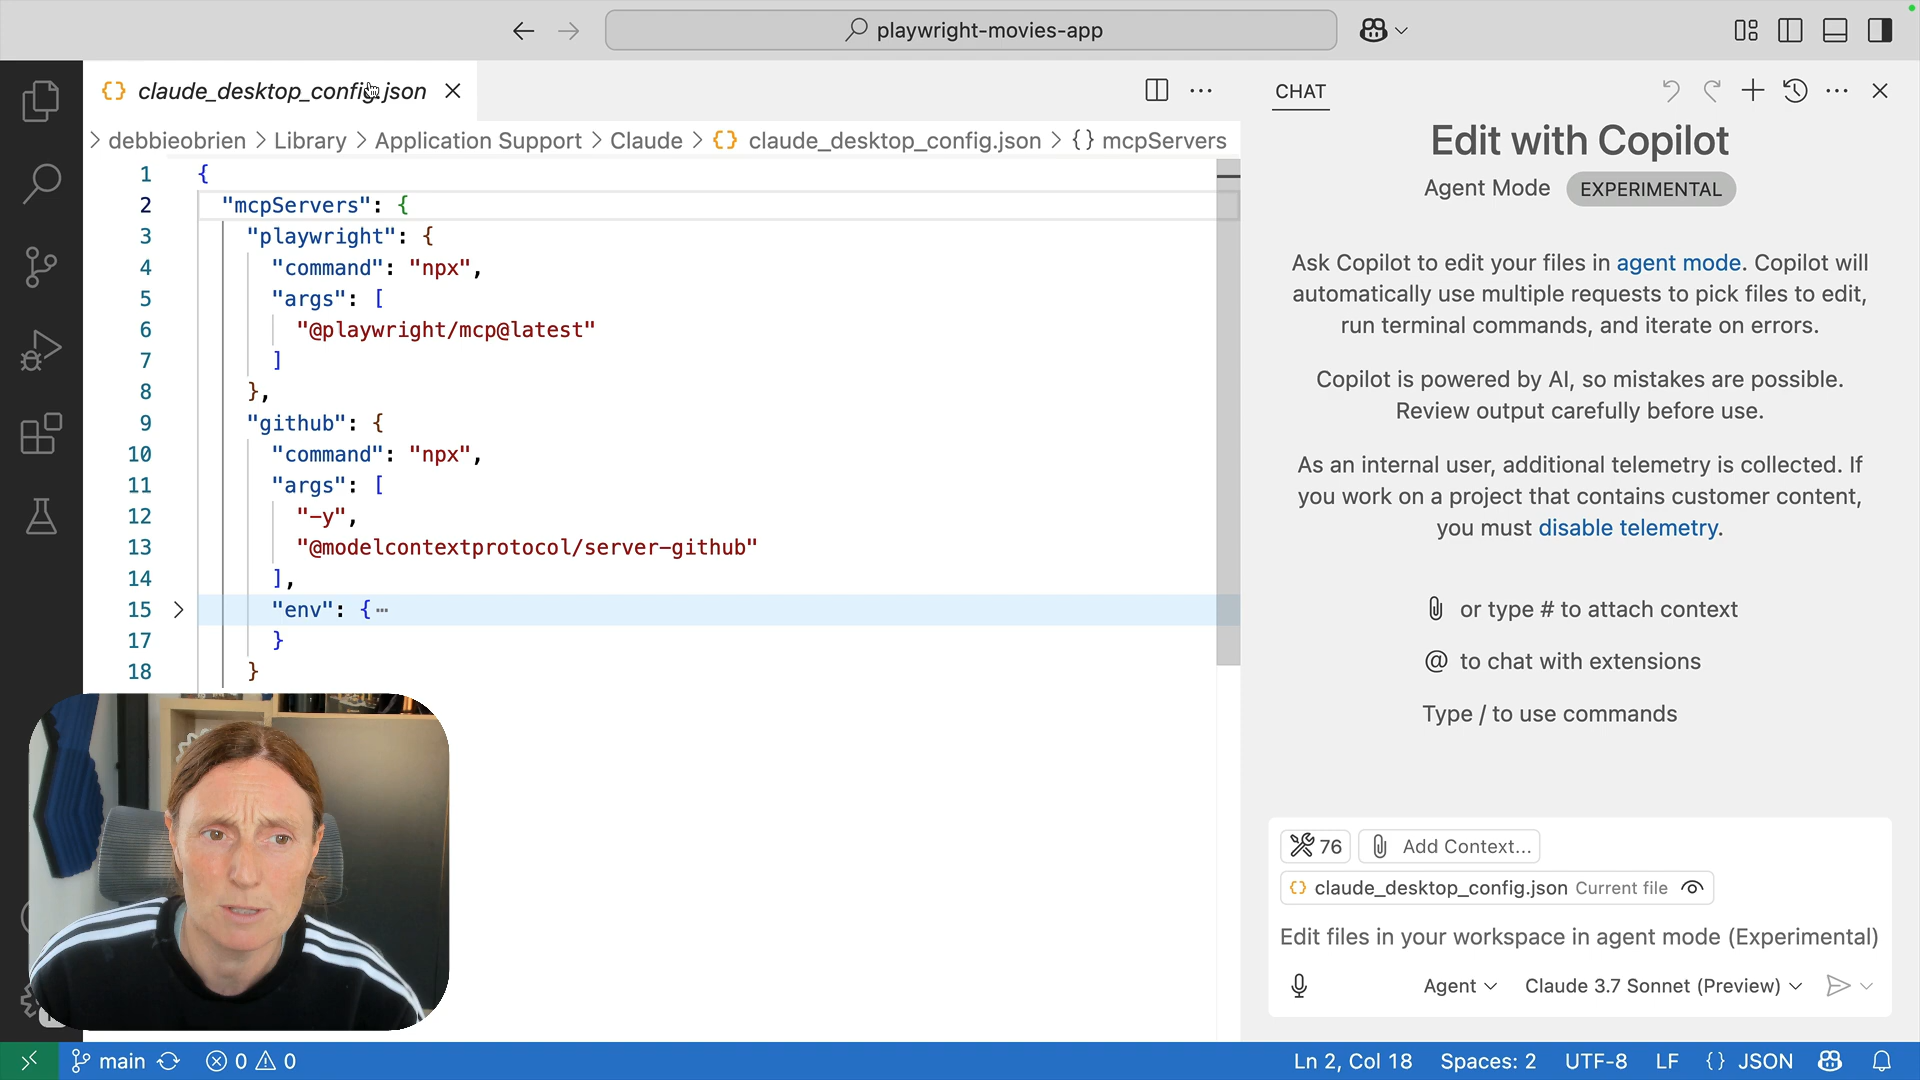 playwright-movies-app
claude_desktop_config.json
debbieobrien > Library > Application Support > Claude > {} claude_desktop_config.json > {} mcpServers
1 {
2 "mcpServers": {
3 "playwright": {
4 "command": "npx",
5 "args": [
6 "@playwright/mcp@latest"
7 ]
8 },
9 "github": {
10 "command": "npx",
11 "args": [
12 "-y",
13 "@modelcontextprotocol/server-github"
14 ],
15 "env": { ···
17 }
18 }
CHAT
Edit with Copilot
Agent Mode EXPERIMENTAL
Ask Copilot to edit your files in agent mode. Copilot will
automatically use multiple requests to pick files to edit,
run terminal commands, and iterate on errors.
Copilot is powered by AI, so mistakes are possible.
Review output carefully before use.
As an internal user, additional telemetry is collected. If
you work on a project that contains customer content,
you must disable telemetry.
or type # to attach context
@ to chat with extensions
Type / to use commands
76 Add Context...
{} claude_desktop_config.json Current file
Edit files in your workspace in agent mode (Experimental)
Agent Claude 3.7 Sonnet (Preview)
main 0 0 Ln 2, Col 18 Spaces: 2 UTF-8 LF {} JSON